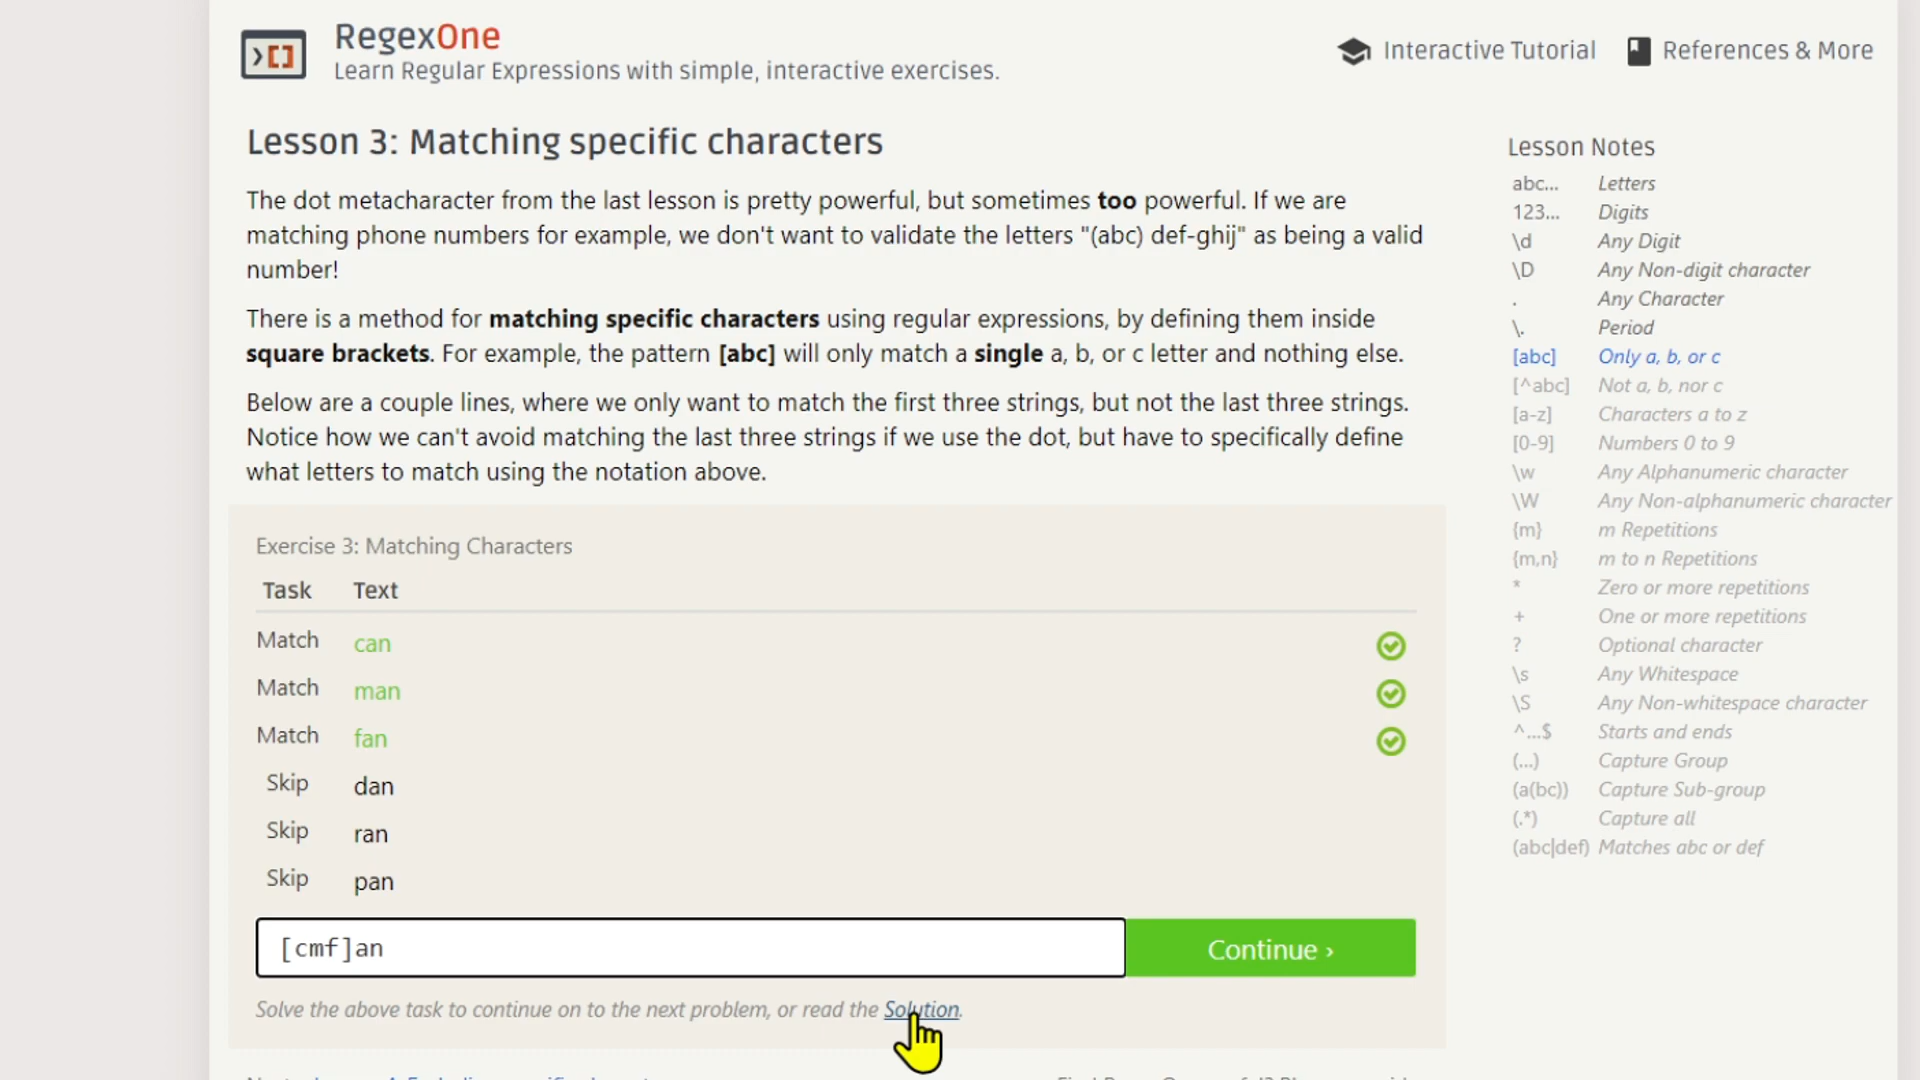 RegexOne
Learn Regular Expressions with simple, interactive exercises.
Interactive Tutorial
References & More
Lesson 3: Matching specific characters
The dot metacharacter from the last lesson is pretty powerful, but sometimes too powerful. If we are
matching phone numbers for example, we don't want to validate the letters "(abc) def-ghij" as being a valid
number!
There is a method for matching specific characters using regular expressions, by defining them inside
square brackets. For example, the pattern [abc] will only match a single a, b, or c letter and nothing else.
Below are a couple lines, where we only want to match the first three strings, but not the last three strings.
Notice how we can't avoid matching the last three strings if we use the dot, but have to specifically define
what letters to match using the notation above.
Exercise 3: Matching Characters
Task Text
Match can
Match man
Match fan
Skip dan
Skip ran
Skip pan
[cmf]an
Continue ›
Solve the above task to continue on to the next problem, or read the Solution.
Lesson Notes
abc... Letters
123... Digits
\d Any Digit
\D Any Non-digit character
. Any Character
\. Period
[abc] Only a, b, or c
[^abc] Not a, b, nor c
[a-z] Characters a to z
[0-9] Numbers 0 to 9
\w Any Alphanumeric character
\W Any Non-alphanumeric character
{m} m Repetitions
{m,n} m to n Repetitions
* Zero or more repetitions
+ One or more repetitions
? Optional character
\s Any Whitespace
\S Any Non-whitespace character
^...$ Starts and ends
(...) Capture Group
(a(bc)) Capture Sub-group
(.*) Capture all
(abc|def) Matches abc or def